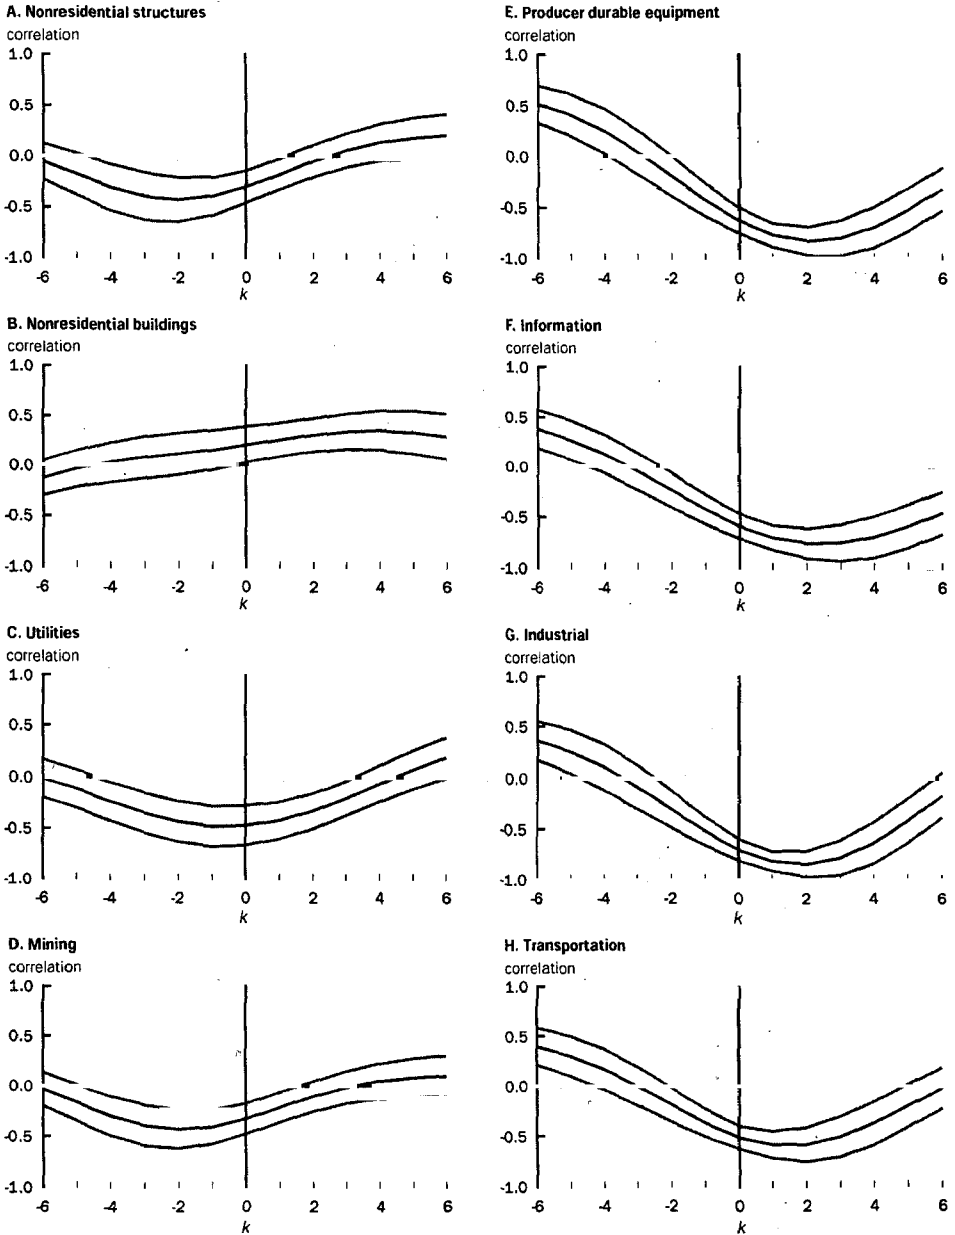 A. Nonresidential structures
correlation
1.0
0.5
0.0
-0.5
-1.0
-6 -4 -2 0 2 4 6
k
B. Nonresidential buildings
correlation
1.0
0.5
0.0
-0.5
-1.0
-6 -4 -2 0 2 4 6
k
C. Utilities
correlation
1.0
0.5
0.0
-0.5
-1.0
-6 -4 -2 0 2 4 6
k
D. Mining
correlation
1.0
0.5
0.0
-0.5
-1.0
-6 -4 -2 0 2 4 6
k
E. Producer durable equipment
correlation
1.0
0.5
0.0
-0.5
-1.0
-6 -4 -2 0 2 4 6
k
F. Information
correlation
1.0
0.5
0.0
-0.5
-1.0
-6 -4 -2 0 2 4 6
k
G. Industrial
correlation
1.0
0.5
0.0
-0.5
-1.0
-6 -4 -2 0 2 4 6
k
H. Transportation
correlation
1.0
0.5
0.0
-0.5
-1.0
-6 -4 -2 0 2 4 6
k